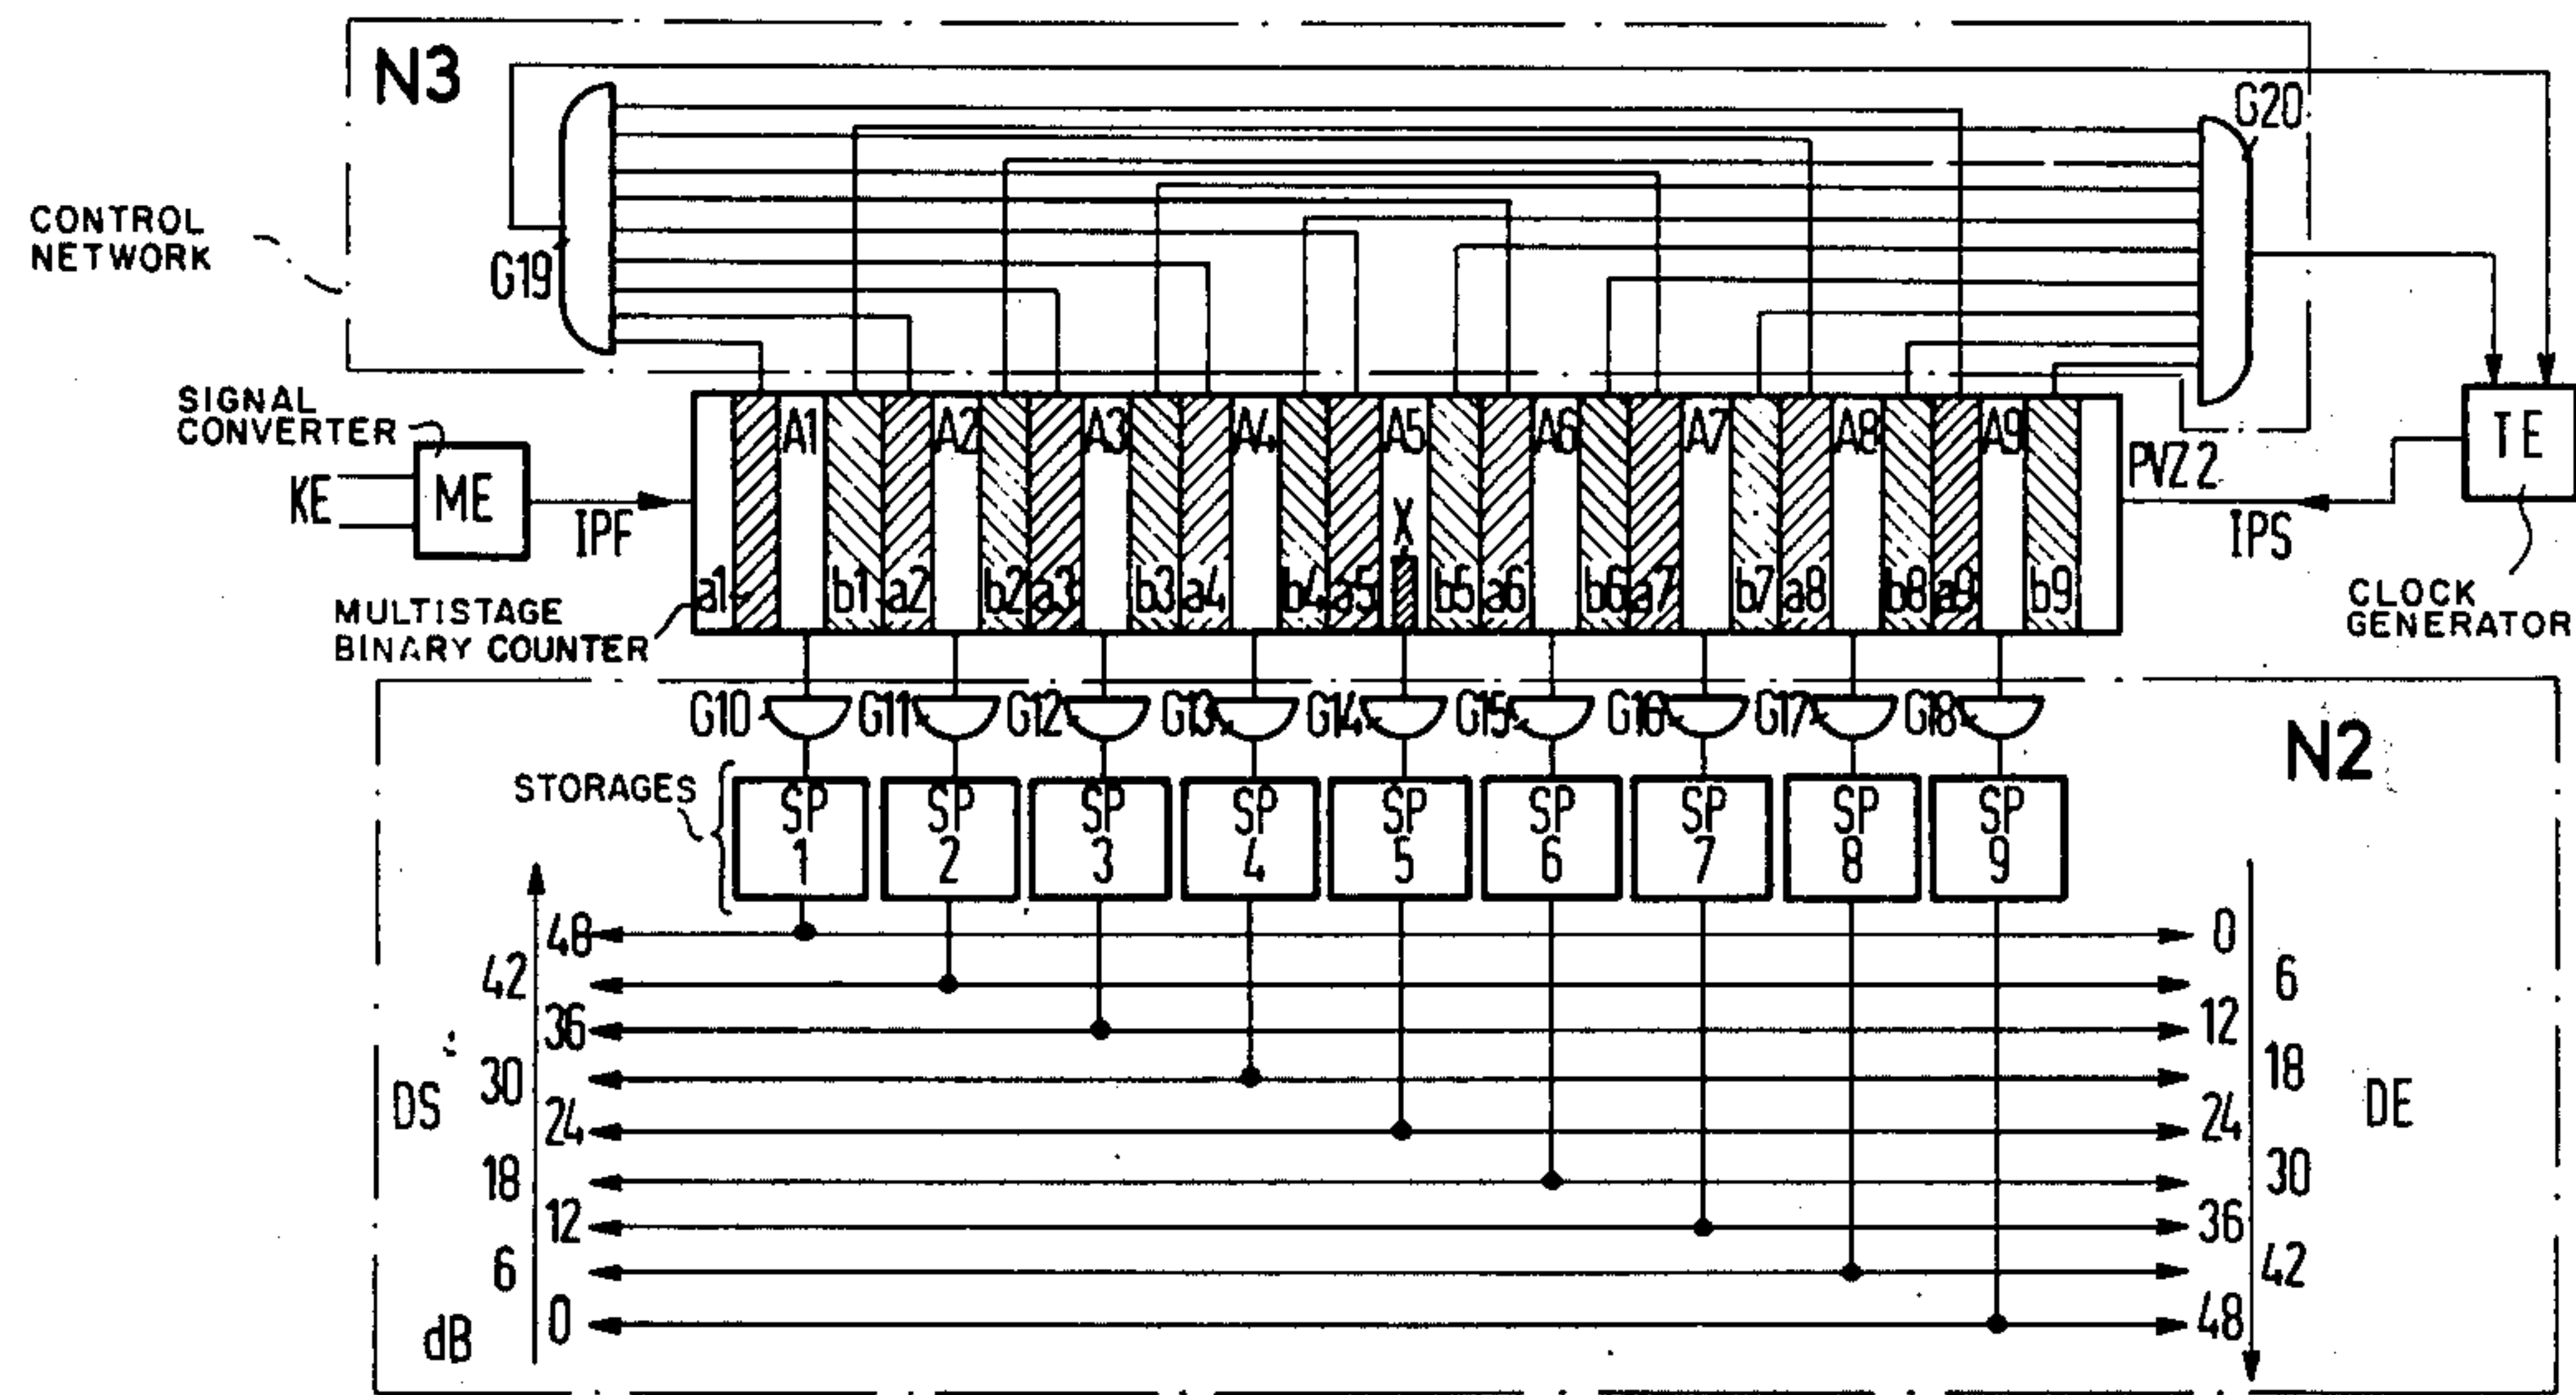 N3
G20
CONTROL
NETWORK
G19
SIGNAL
CONVERTER
KE
ME
IPF
A1 A2 A3 A4 A5 A6 A7 A8 A9
X
a1 b1 a2 b2 a3 b3 a4 b4 a5 b5 a6 b6 a7 b7 a8 b8 a9 b9
PVZ2
TE
IPS
CLOCK
GENERATOR
MULTISTAGE
BINARY COUNTER
G10 G11 G12 G13 G14 G15 G16 G17 G18
N2
STORAGES
SP SP SP SP SP SP SP SP SP
1 2 3 4 5 6 7 8 9
48 0
42 6
36 12
30 18
DS DE
24 24
18 30
12 36
6 42
0 48
dB